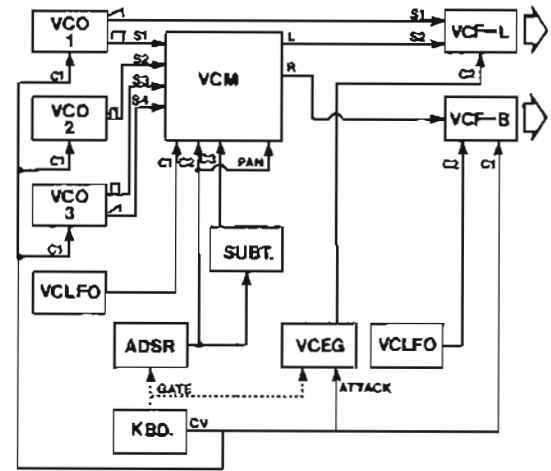 VCO
1
S1
VCF-L
S1
S2
L
S2
VCM
R
S3
C1
C2
VCO
2
S4
VCF-B
C1
C1
C2
C3
PAN
C2
C1
VCO
3
C1
SUBT.
VCLFO
ADSR
VCEG
VCLFO
GATE
ATTACK
KBD.
CV